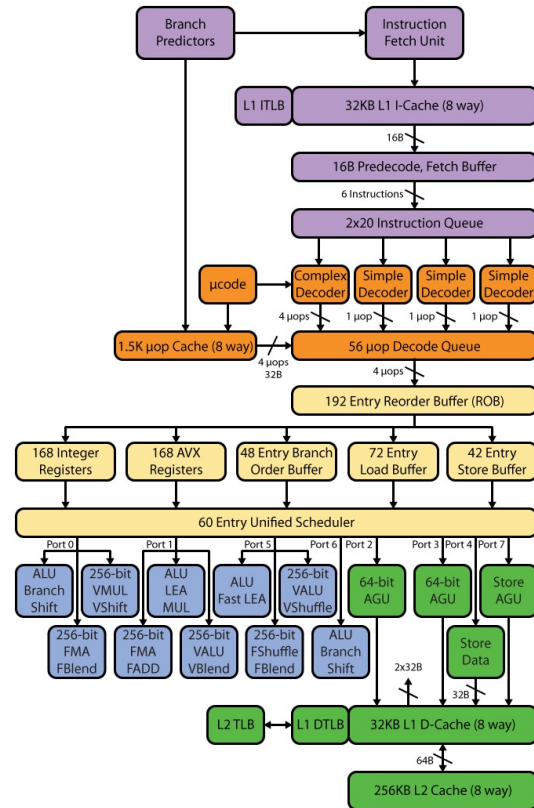 Branch
Predictors
Instruction
Fetch Unit
L1 ITLB
32KB L1 I-Cache (8 way)
16B
16B Predecode, Fetch Buffer
6 Instructions
2x20 Instruction Queue
µcode
Complex
Decoder
Simple
Decoder
Simple
Decoder
Simple
Decoder
4 µops
1 µop
1 µop
1 µop
1.5K µop Cache (8 way)
4 µops
32B
56 µop Decode Queue
4 µops
192 Entry Reorder Buffer (ROB)
168 Integer
Registers
168 AVX
Registers
48 Entry Branch
Order Buffer
72 Entry
Load Buffer
42 Entry
Store Buffer
60 Entry Unified Scheduler
Port 0
Port 1
Port 5
Port 6
Port 2
Port 3
Port 4
Port 7
ALU
Branch
Shift
256-bit
VMUL
VShift
ALU
LEA
MUL
ALU
Fast LEA
256-bit
VALU
VShuffle
64-bit
AGU
64-bit
AGU
Store
AGU
256-bit
FMA
FBlend
256-bit
FMA
FADD
256-bit
VALU
VBlend
256-bit
FShuffle
FBlend
ALU
Branch
Shift
Store
Data
2x32B
32B
L2 TLB
L1 DTLB
32KB L1 D-Cache (8 way)
64B
256KB L2 Cache (8 way)